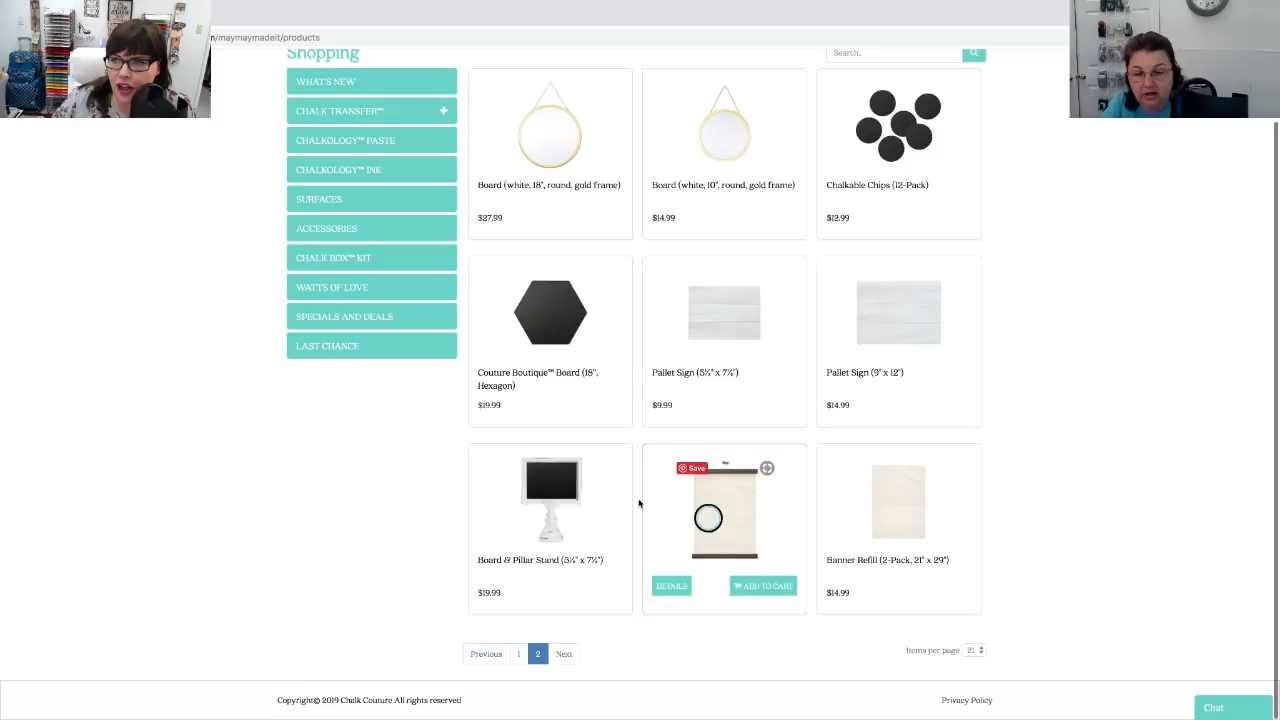 n/maymaymadeit/products
Shopping
Search..
WHAT'S NEW
CHALK TRANSFER™
CHALKOLOGY™ PASTE
CHALKOLOGY™ INK
SURFACES
ACCESSORIES
CHALK BOX™ KIT
WATTS OF LOVE
SPECIALS AND DEALS
LAST CHANCE
Board (white, 18", round, gold frame)
$27.99
Board (white, 10", round, gold frame)
$14.99
Chalkable Chips (12-Pack)
$12.99
Couture Boutique™ Board (18",
Hexagon)
$19.99
Pallet Sign (5½" x 7½")
$9.99
Pallet Sign (9" x 12")
$14.99
Board & Pillar Stand (5½" x 7½")
$19.99
Save
DETAILS
ADD TO CART
Banner Refill (2-Pack, 21" x 29")
$14.99
Previous
1
2
Next
Items per page 21
Copyright© 2019 Chalk Couture All rights reserved
Privacy Policy
Chat